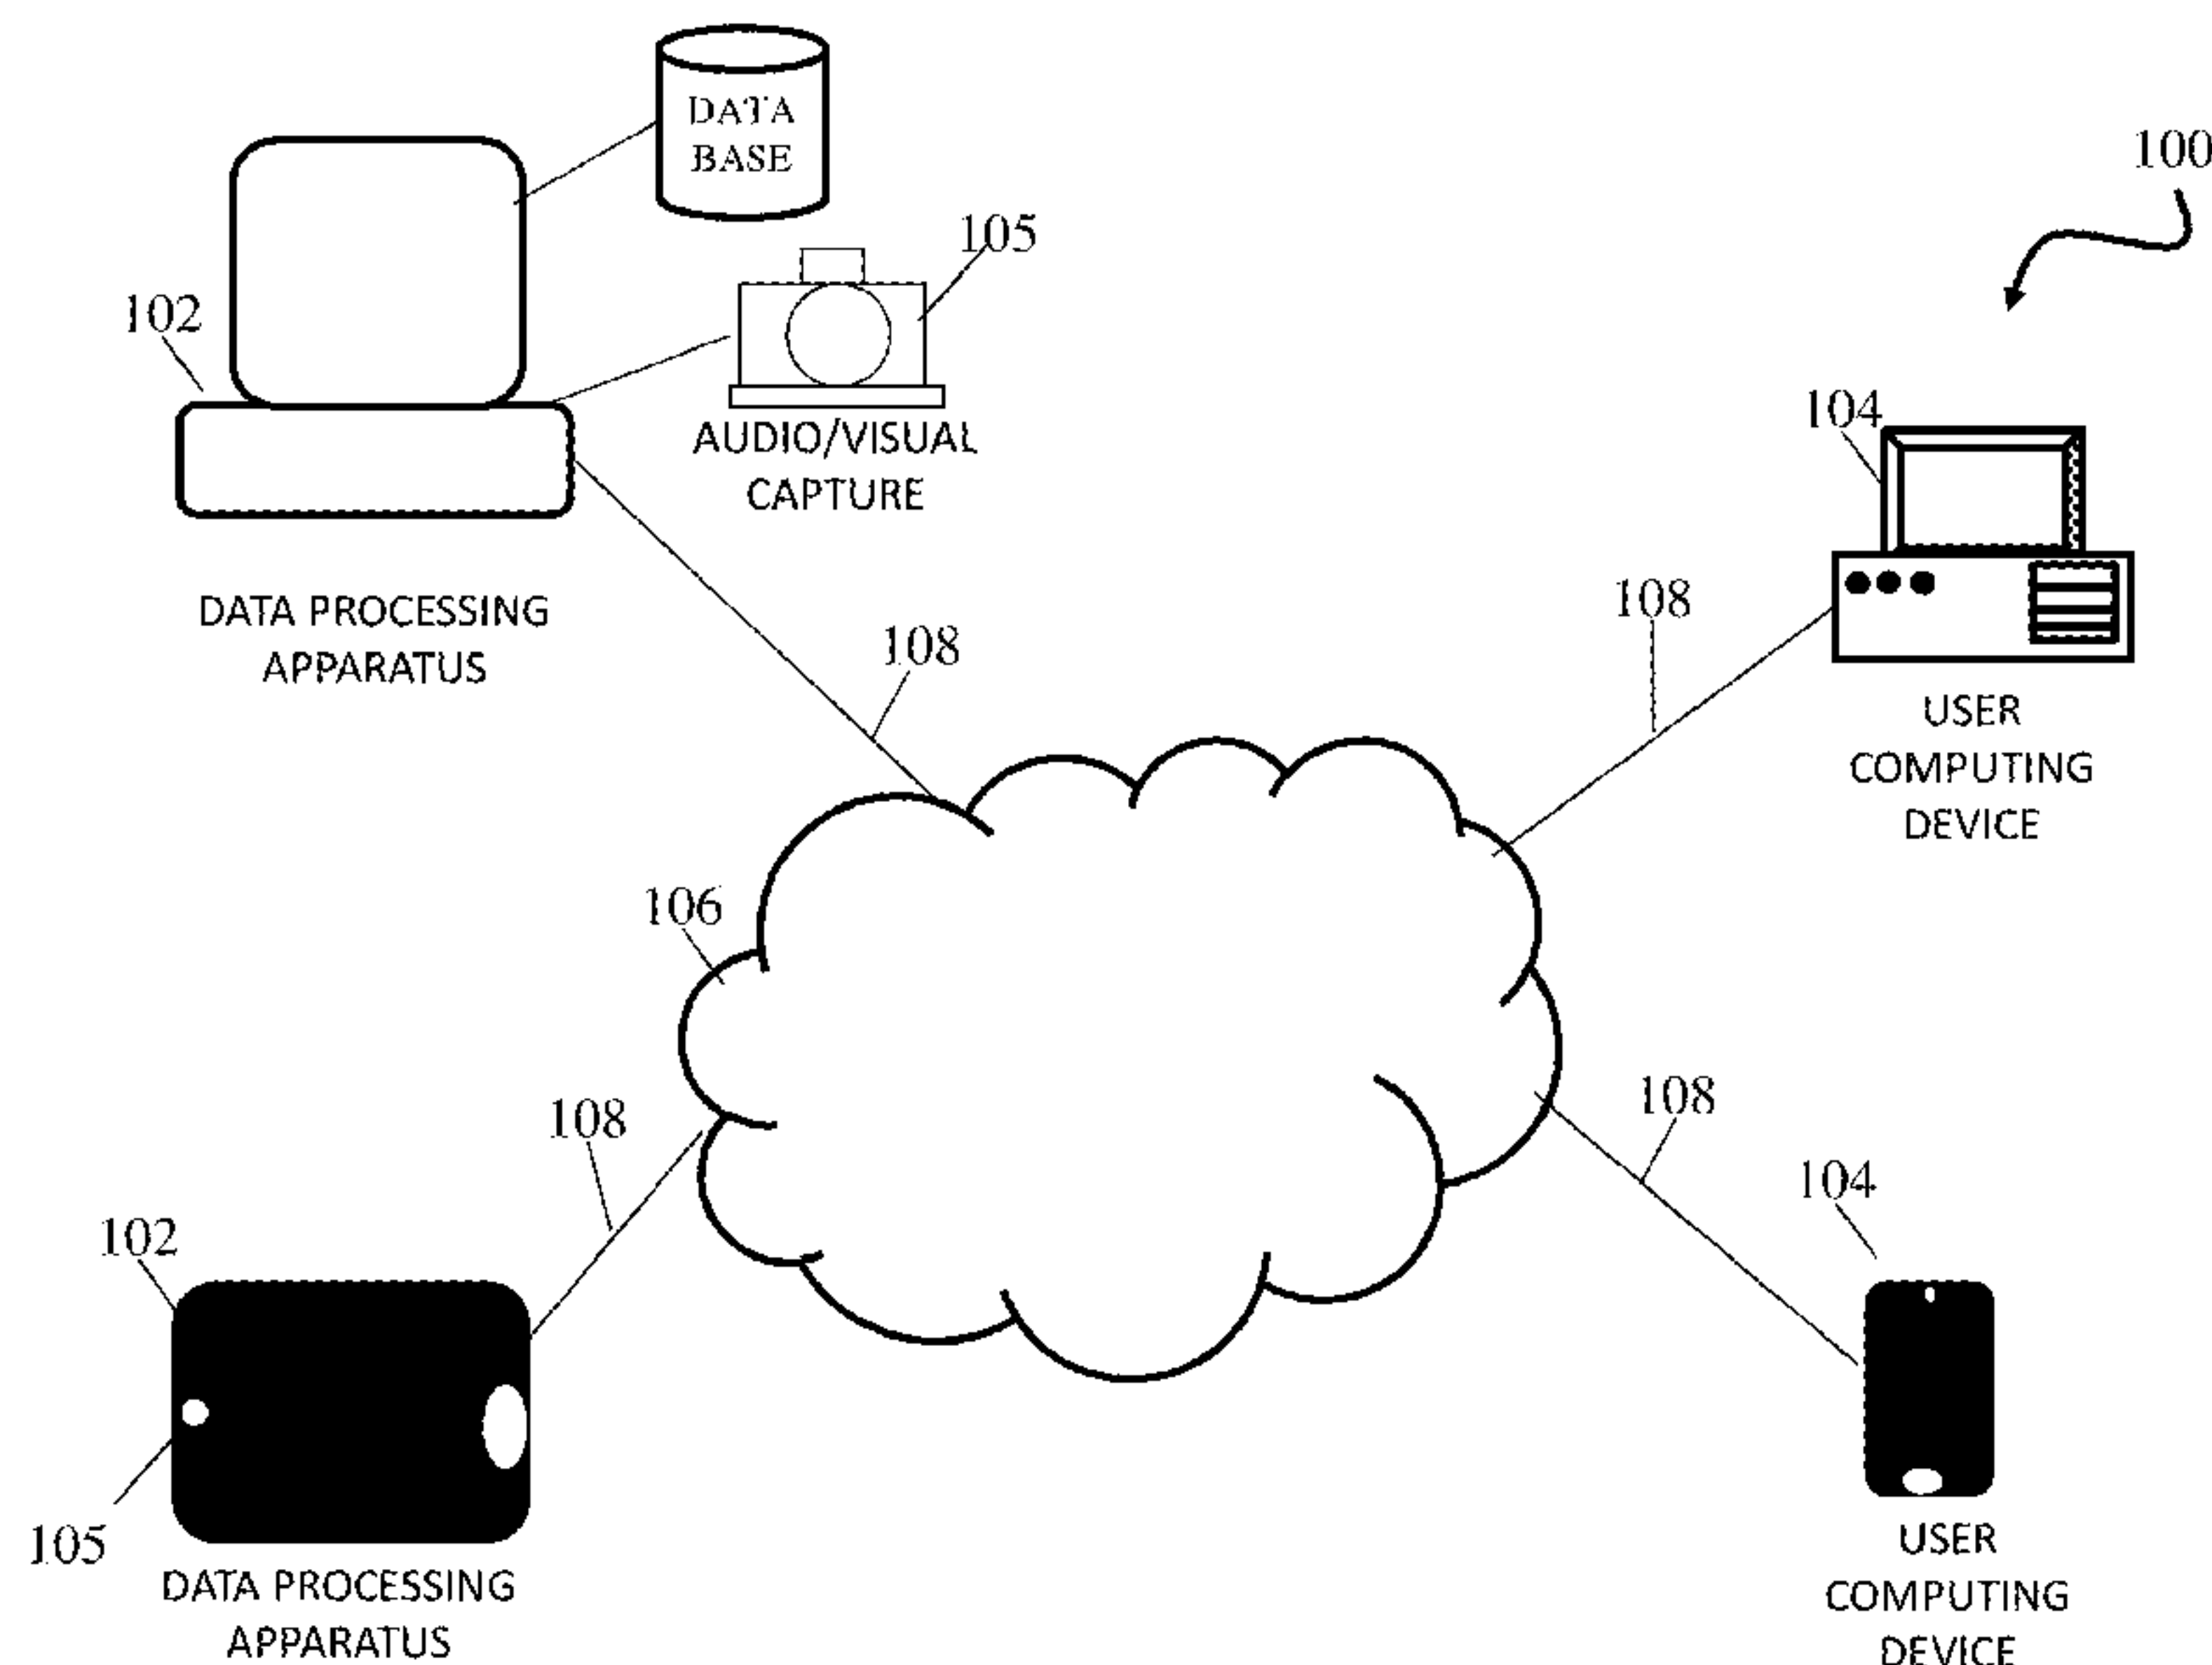 DATA
BASE
100
105
102
104
AUDIO/VISUAL
CAPTURE
DATA PROCESSING
APPARATUS
108
108
USER
COMPUTING
DEVICE
106
108
108
104
102
105
DATA PROCESSING
APPARATUS
USER
COMPUTING
DEVICE